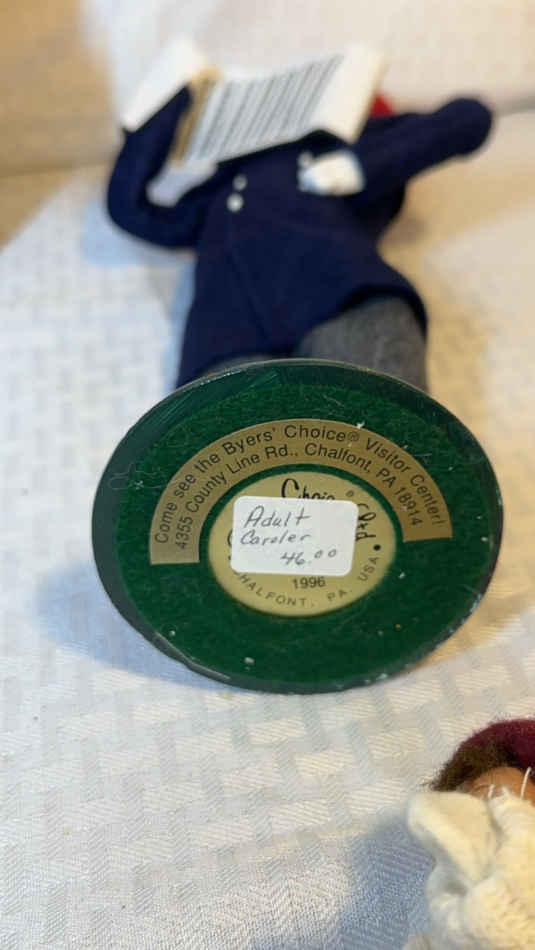 Come see the Byers' Choice® Visitor Center!
4355 County Line Rd., Chalfont, PA 18914
Adult
Caroler
46.00
1996
CHALFONT, PA. USA